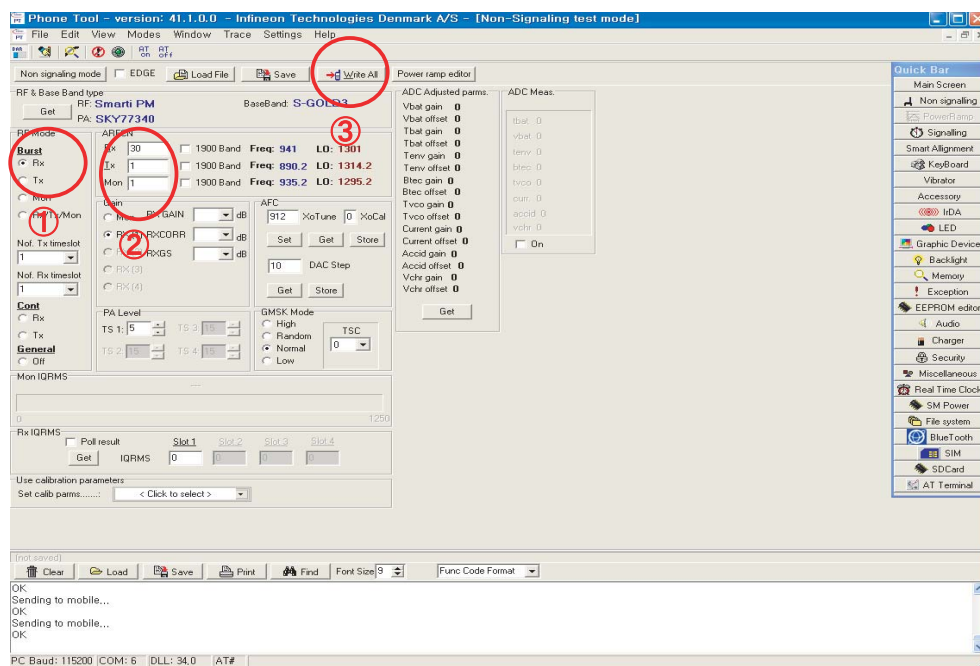 Phone Tool - version: 41.1.0.0 - Infineon Technologies Denmark A/S - [Non-Signaling test mode]
File Edit View Modes Window Trace Settings Help
AT on AT off
Non signaling mode EDGE Load File Save Write All Power ramp editor
RF & Base Band type
Get RF: Smarti PM BaseBand: S-GOLD3
PA: SKY77340
③
RF Mode
Burst
Rx
Tx
Mon
Rx/Tx/Mon
①
Nof. Tx timeslot
1
Nof. Rx timeslot
1
Cont
Rx
Tx
General
Off
ARFCN
Rx 30 1900 Band Freq: 941 LO: 1301
Tx 1 1900 Band Freq: 890.2 LO: 1314.2
Mon 1 1900 Band Freq: 935.2 LO: 1295.2
Gain
Mon RX GAIN dB
②
RXCORR dB
RXGS dB
RX (3)
RX (4)
AFC
912 XoTune 0 XoCal
Set Get Store
10 DAC Step
Get Store
PA Level
TS 1: 5 TS 3: 15
TS 2: 15 TS 4: 15
GMSK Mode
High
Random
Normal
Low
TSC
0
Mon IQRMS
0 1250
Rx IQRMS
Poll result Slot 1 Slot 2 Slot 3 Slot 4
Get IQRMS 0 0 0 0
Use calibration parameters
Set calib parms......: < Click to select >
ADC Adjusted parms.
Vbat gain 0
Vbat offset 0
Tbat gain 0
Tbat offset 0
Tenv gain 0
Tenv offset 0
Btec gain 0
Btec offset 0
Tvco gain 0
Tvco offset 0
Current gain 0
Current offset 0
Accid gain 0
Accid offset 0
Vchr gain 0
Vchr offset 0
Get
ADC Meas.
tbat 0
vbat 0
tenv 0
btec 0
tvco 0
curr. 0
accid 0
vchr 0
On
Quick Bar
Main Screen
Non signalling
PowerRamp
Signalling
Smart Allignment
KeyBoard
Vibrator
Accessory
IrDA
LED
Graphic Device
Backlight
Memory
Exception
EEPROM editor
Audio
Charger
Security
Miscellaneous
Real Time Clock
SM Power
File system
BlueTooth
SIM
SDCard
AT Terminal
(not saved)
Clear Load Save Print Find Font Size 9 Func Code Format
OK
Sending to mobile...
OK
Sending to mobile...
OK
PC Baud: 115200 COM: 6 DLL: 34.0 AT#